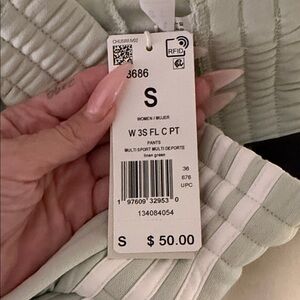 RFID
S
WOMEN / MUJER
W 3S FL C PT
PANTS
MULTI SPORT MULTI DEPORTE
linen green
36
676
UPC
1 97609 32953 0
134084054
S $ 50.00